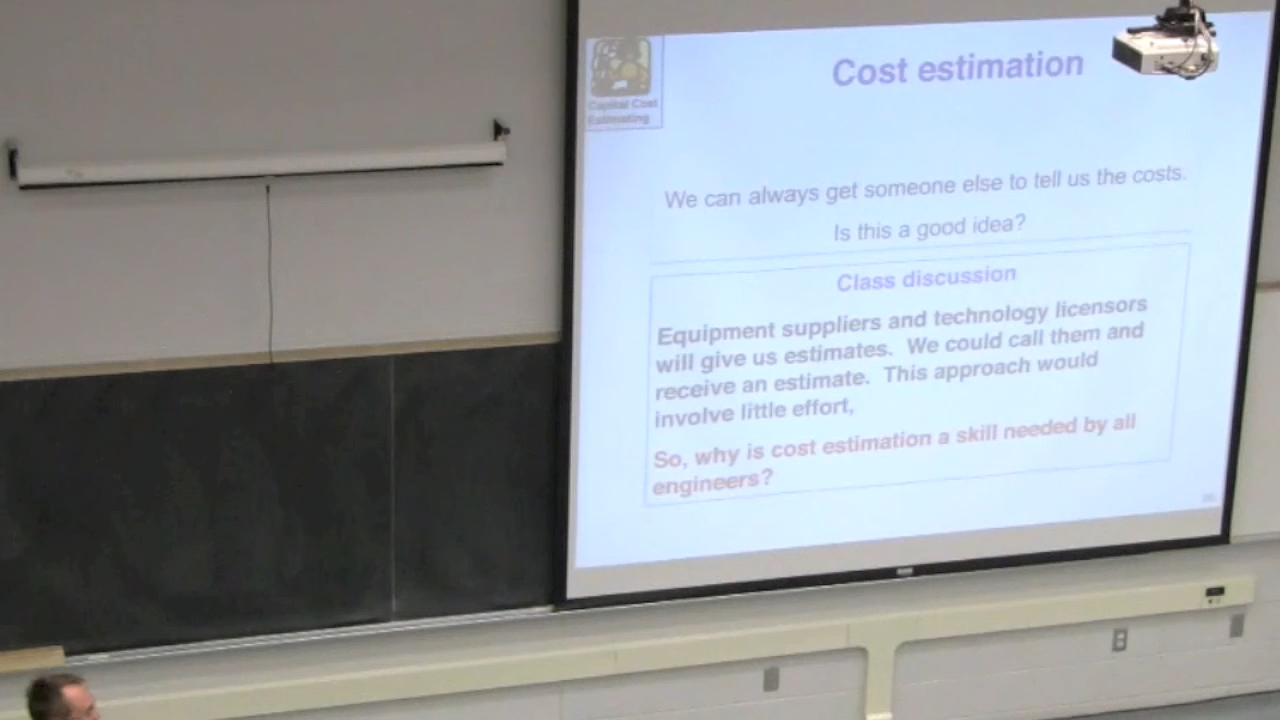 Cost estimation
Capital Cost
Estimating
We can always get someone else to tell us the costs.
Is this a good idea?
Class discussion
Equipment suppliers and technology licensors
will give us estimates. We could call them and
receive an estimate. This approach would
involve little effort,
So, why is cost estimation a skill needed by all
engineers?